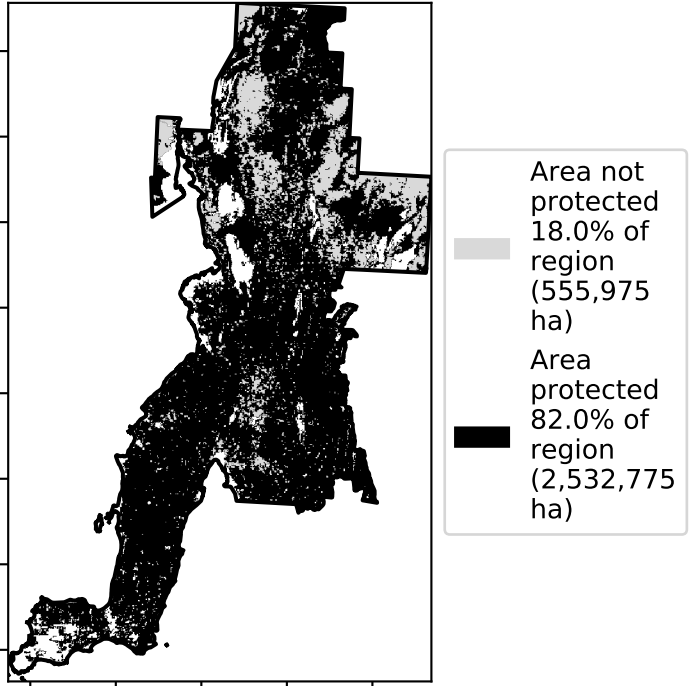 Area not
protected
18.0% of
region
(555,975
ha)
Area
protected
82.0% of
region
(2,532,775
ha)